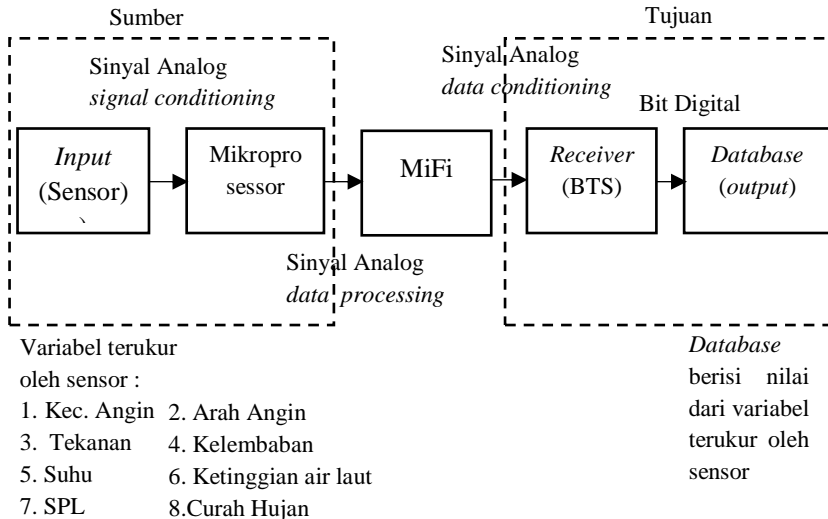 Sumber
Tujuan
Sinyal Analog
signal conditioning
Sinyal Analog
data conditioning
Bit Digital
Input
(Sensor)
Mikropro
sessor
MiFi
Receiver
(BTS)
Database
(output)
Sinyal Analog
data processing
Variabel terukur
oleh sensor :
1. Kec. Angin 2. Arah Angin
3. Tekanan 4. Kelembaban
5. Suhu 6. Ketinggian air laut
7. SPL 8.Curah Hujan
Database
berisi nilai
dari variabel
terukur oleh
sensor